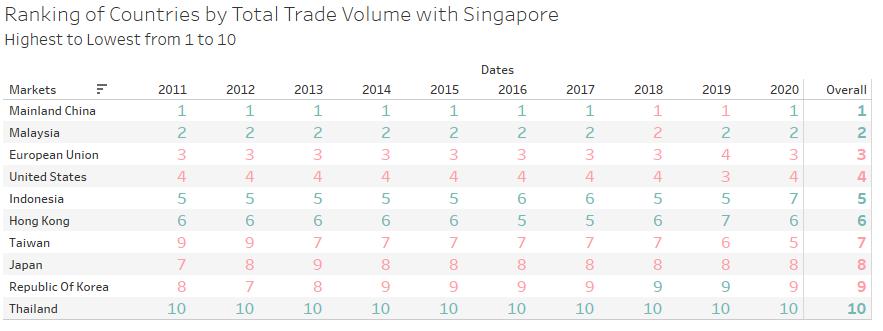 Ranking of Countries by Total Trade Volume with Singapore
Highest to Lowest from 1 to 10
Dates
Markets 2011 2012 2013 2014 2015 2016 2017 2018 2019 2020 Overall
Mainland China 1 1 1 1 1 1 1 1 1 1 1
Malaysia 2 2 2 2 2 2 2 2 2 2 2
European Union 3 3 3 3 3 3 3 3 4 3 3
United States 4 4 4 4 4 4 4 4 3 4 4
Indonesia 5 5 5 5 5 6 6 5 5 7 5
Hong Kong 6 6 6 6 6 5 5 6 7 6 6
Taiwan 9 9 7 7 7 7 7 7 6 5 7
Japan 7 8 9 8 8 8 8 8 8 8 8
Republic Of Korea 8 7 8 9 9 9 9 9 9 9 9
Thailand 10 10 10 10 10 10 10 10 10 10 10